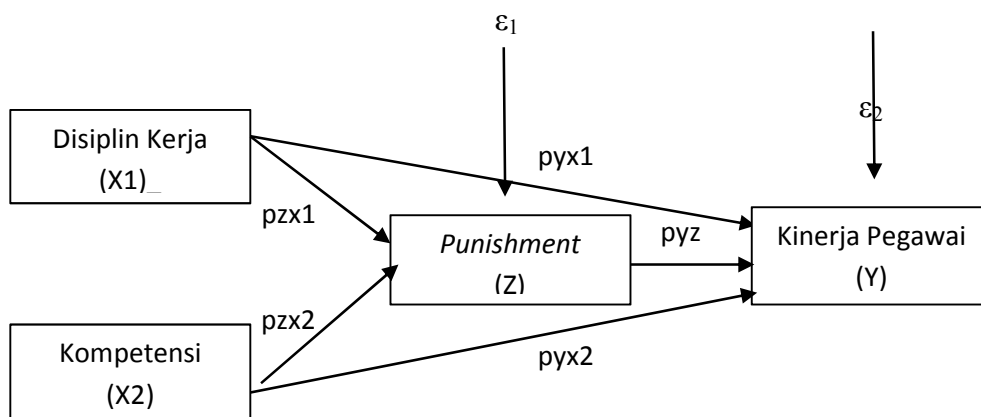 ε1
ε2
Disiplin Kerja
(X1)_
pyx1
pzx1
Punishment
(Z)
pyz
Kinerja Pegawai
(Y)
pzx2
Kompetensi
(X2)
pyx2